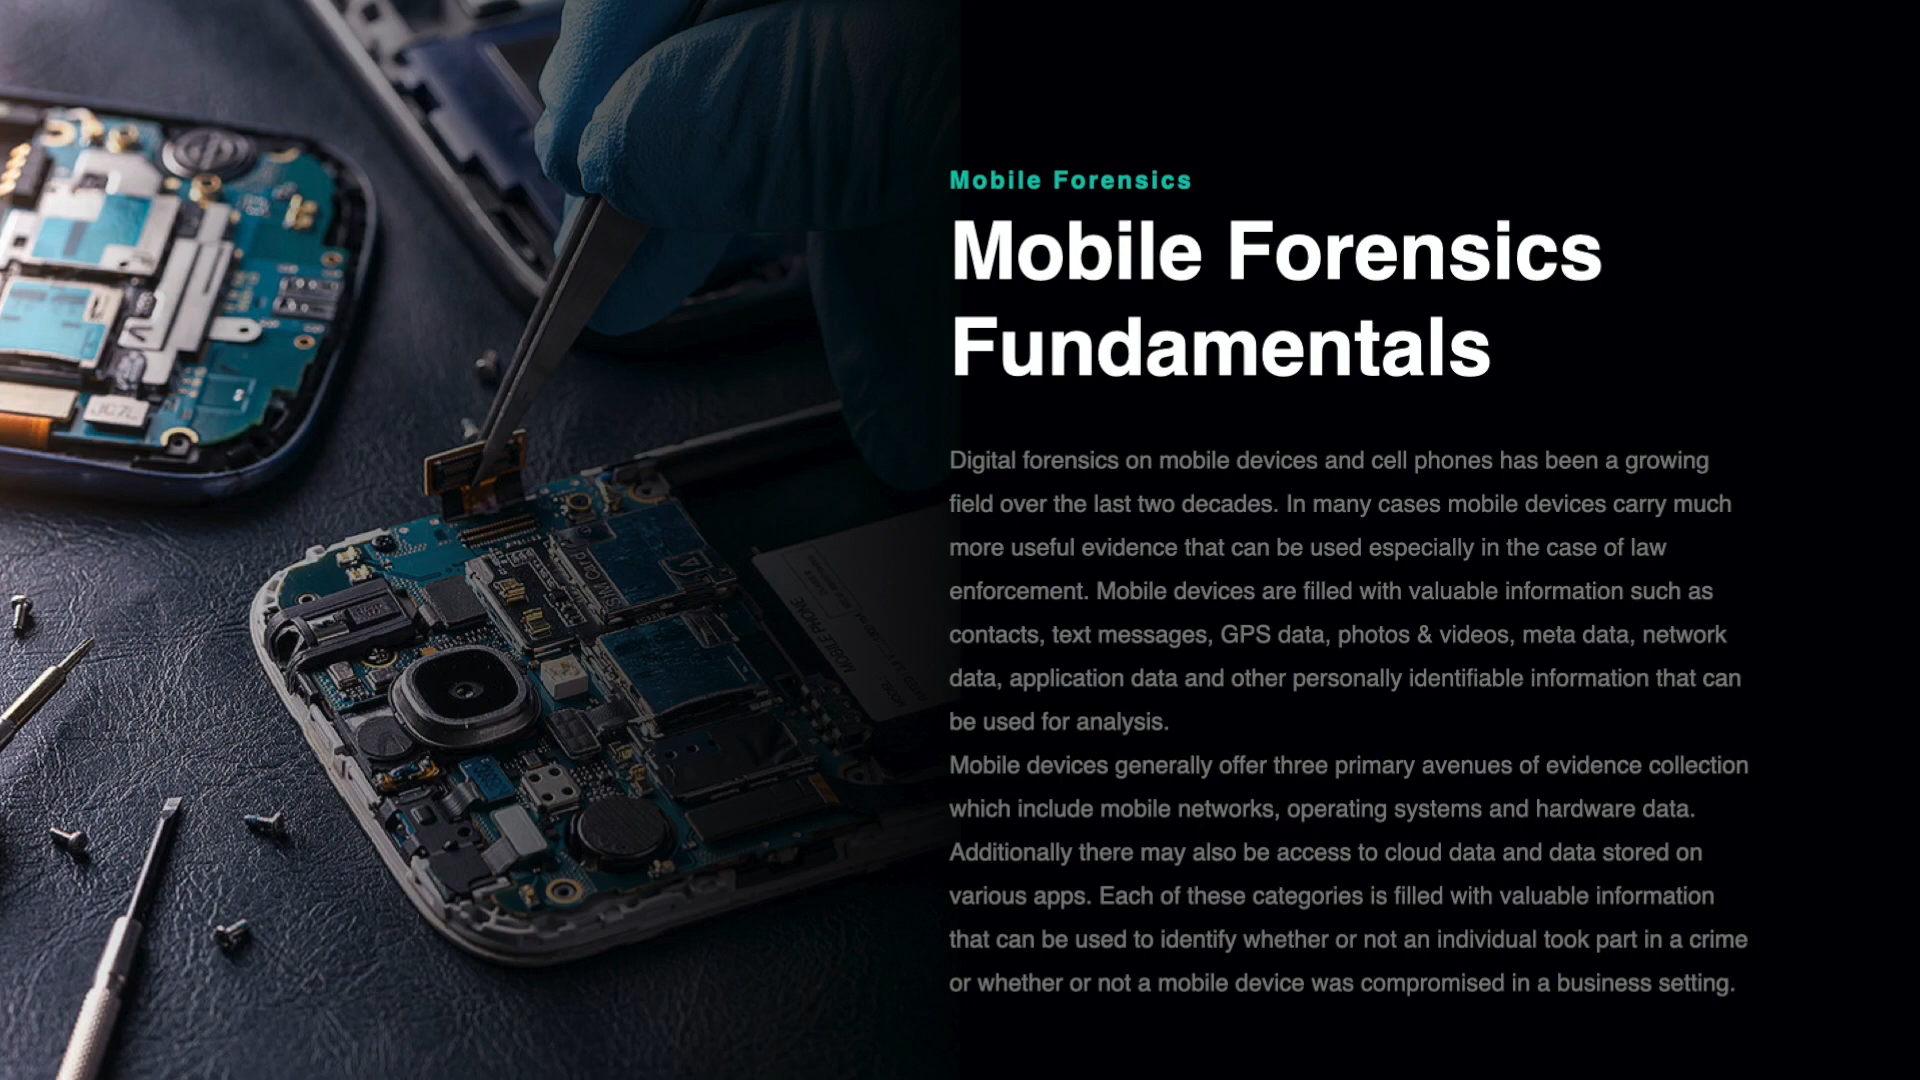 Mobile Forensics
Mobile Forensics
Fundamentals
Digital forensics on mobile devices and cell phones has been a growing
field over the last two decades. In many cases mobile devices carry much
more useful evidence that can be used especially in the case of law
enforcement. Mobile devices are filled with valuable information such as
contacts, text messages, GPS data, photos & videos, meta data, network
data, application data and other personally identifiable information that can
be used for analysis.
Mobile devices generally offer three primary avenues of evidence collection
which include mobile networks, operating systems and hardware data.
Additionally there may also be access to cloud data and data stored on
various apps. Each of these categories is filled with valuable information
that can be used to identify whether or not an individual took part in a crime
or whether or not a mobile device was compromised in a business setting.
JC7L
SIM Card
MOBILE PHONE
MODEL